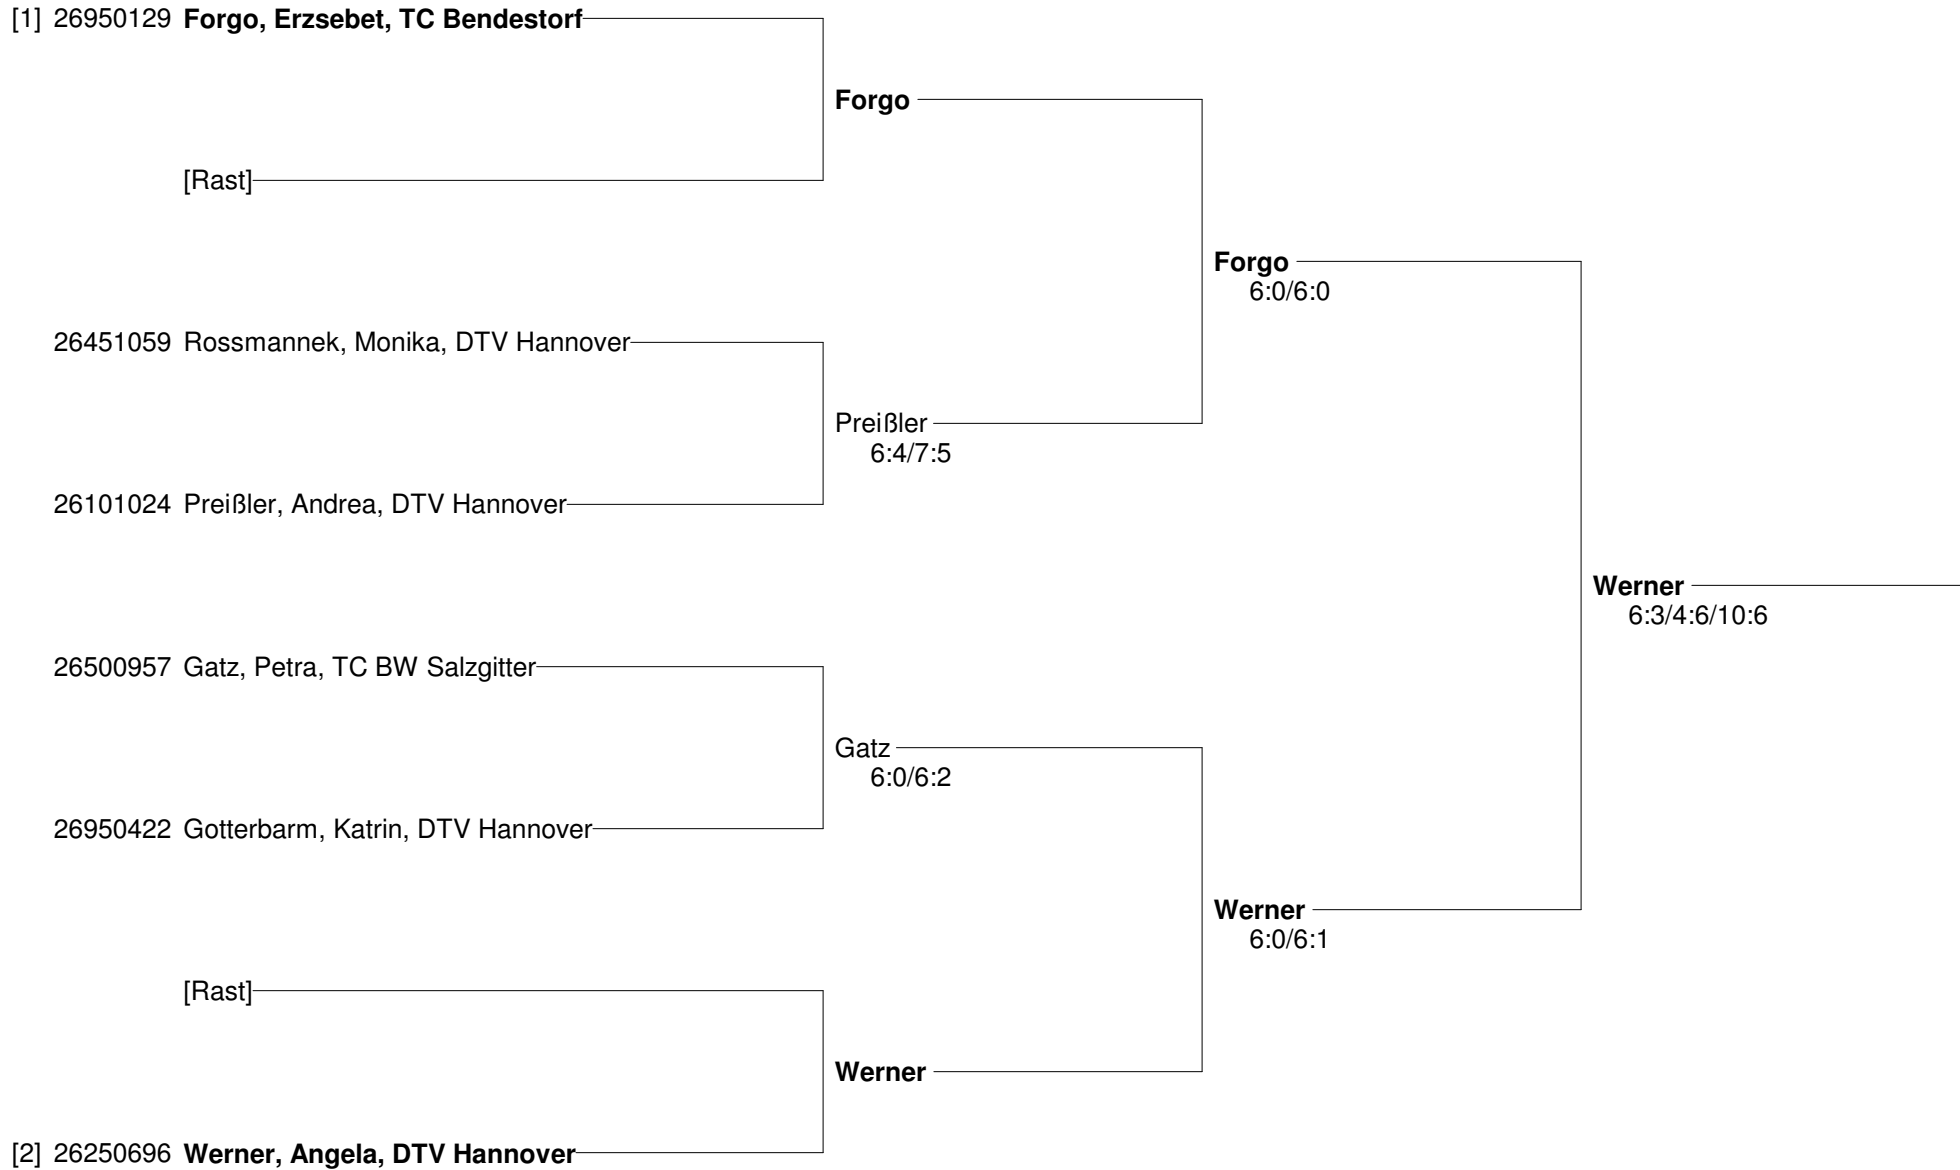 [1] 26950129 Forgo, Erzsebet, TC Bendestorf
Forgo
[Rast]
Forgo
6:0/6:0
26451059 Rossmannek, Monika, DTV Hannover
Preißler
6:4/7:5
26101024 Preißler, Andrea, DTV Hannover
Werner
6:3/4:6/10:6
26500957 Gatz, Petra, TC BW Salzgitter
Gatz
6:0/6:2
26950422 Gotterbarm, Katrin, DTV Hannover
Werner
6:0/6:1
[Rast]
Werner
[2] 26250696 Werner, Angela, DTV Hannover